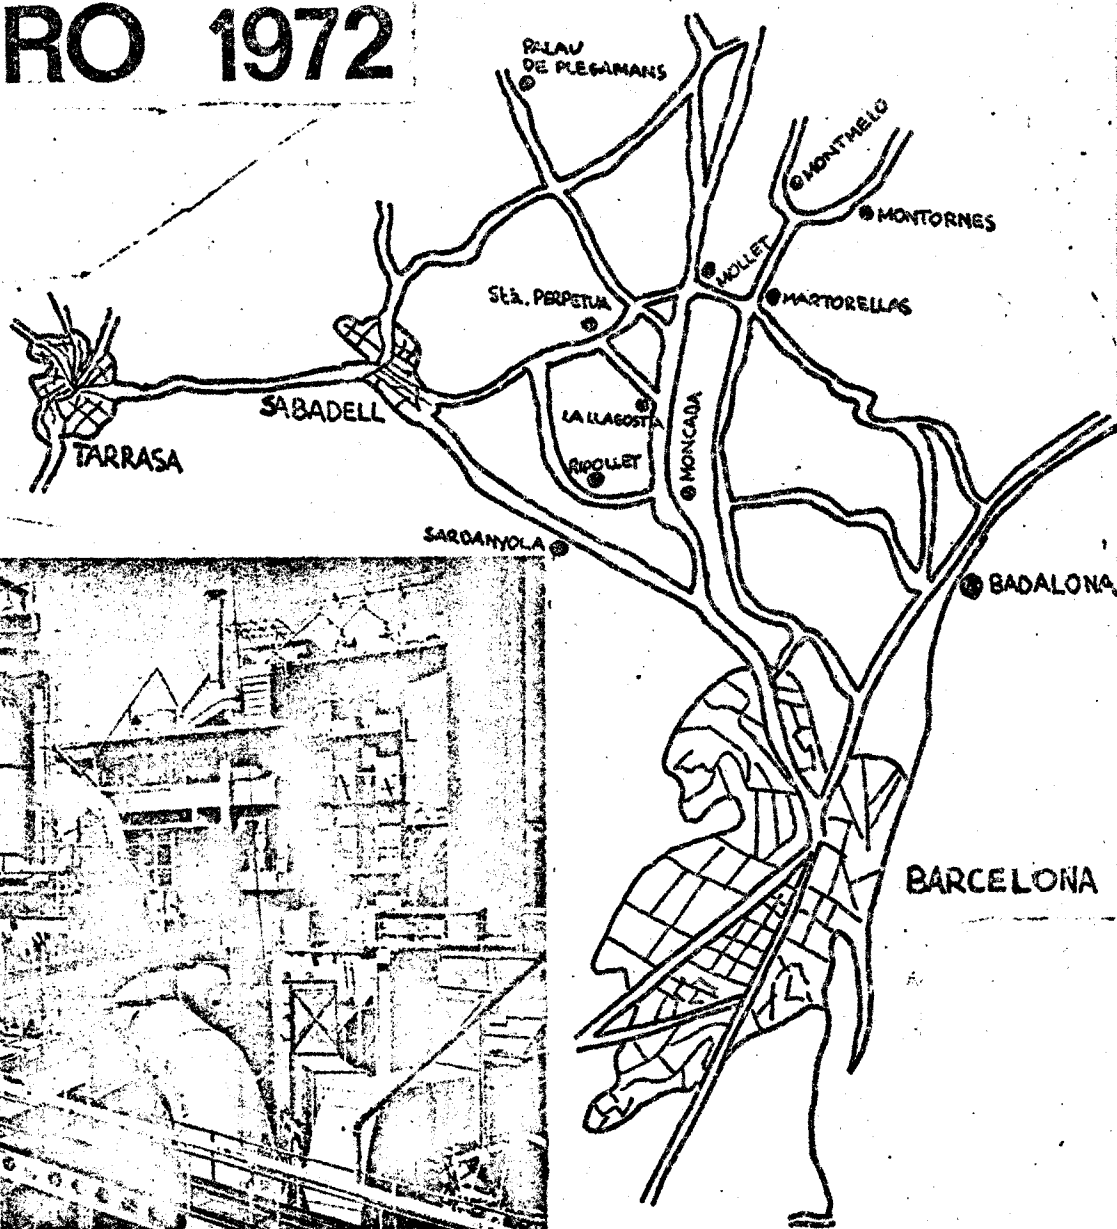 RO 1972
PALAU
DE PLEGAMANS
MONTMELO
MONTORNES
MOLLET
Sta. PERPETUA
MARTORELLAS
SABADELL
LA LLAGOSTA
MONCADA
TARRASA
RIPOLLET
SARDANYOLA
BADALONA
BARCELONA